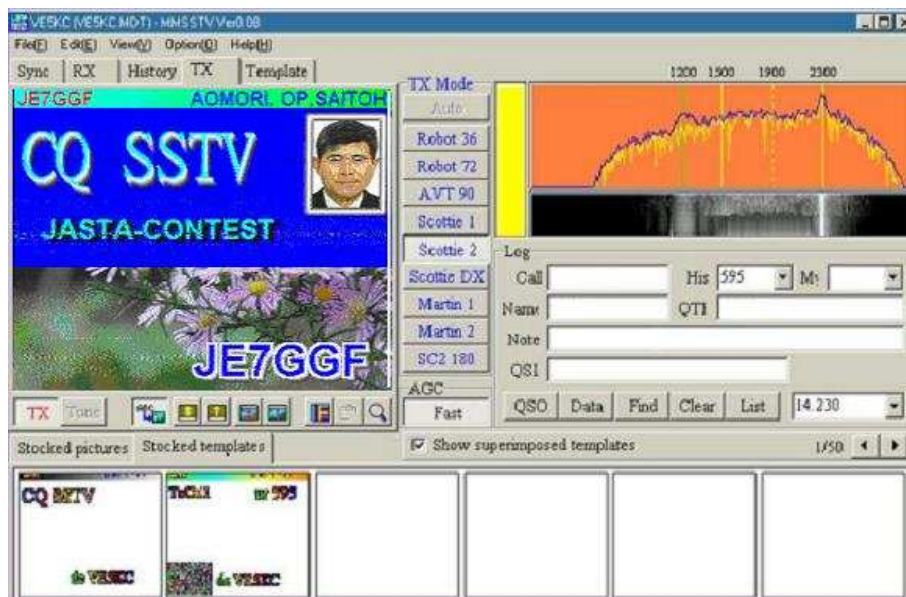 VE5KC (VE5KC.MDT) - MMSSTV Ver0.08
File(F) Edit(E) View(V) Option(O) Help(H)
Sync RX History TX Template
1200 1500 1900 2300
JE7GGF AOMORI. OP.SAITOH
CQ SSTV
JASTA-CONTEST
JE7GGF
TX Mode
Auto
Robot 36
Robot 72
AVT 90
Scottie 1
Scottie 2
Scottie DX
Martin 1
Martin 2
SC2 180
AGC
Fast
Log
Call His 595 My
Name QTH
Note
QSL
QSO Data Find Clear List 14.230
TX Tone
Stocked pictures Stocked templates
Show superimposed templates 1/50
CQ SSTV
de VE5KC
ToCall ur 595
de VE5KC